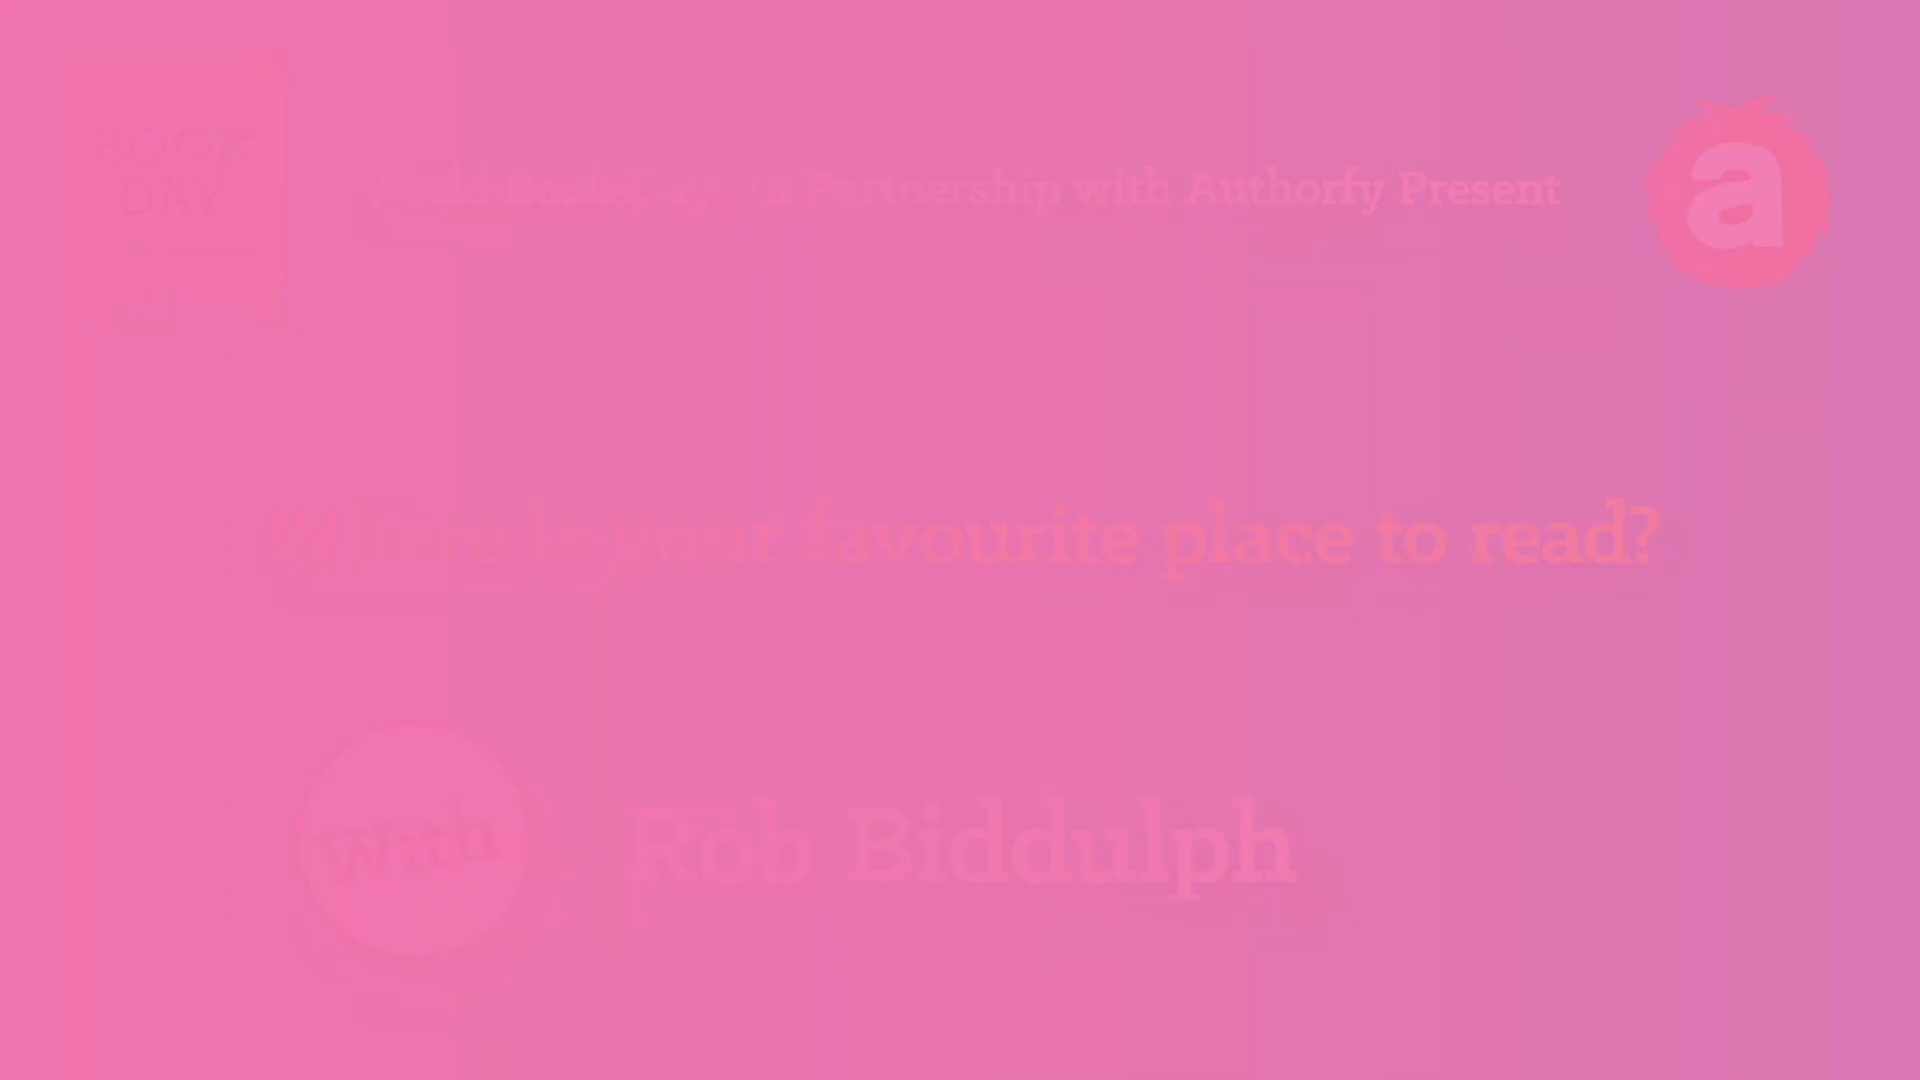 BOOK
DAY
World Book Day in Partnership with Authorfy Present
a
Where is your favourite place to read?
With
Rob Biddulph